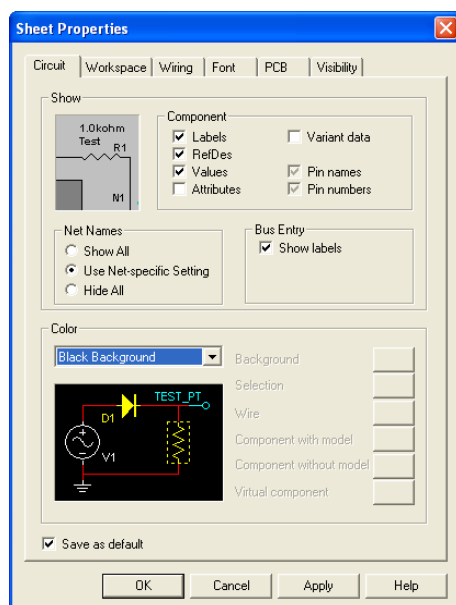 Sheet Properties
Circuit Workspace Wiring Font PCB Visibility
Show
1.0kohm
Test R1
N1
Component
Labels
RefDes
Values
Attributes
Variant data
Pin names
Pin numbers
Net Names
Show All
Use Net-specific Setting
Hide All
Bus Entry
Show labels
Color
Black Background
TEST_PT
D1
V1
Background
Selection
Wire
Component with model
Component without model
Virtual component
Save as default
OK Cancel Apply Help